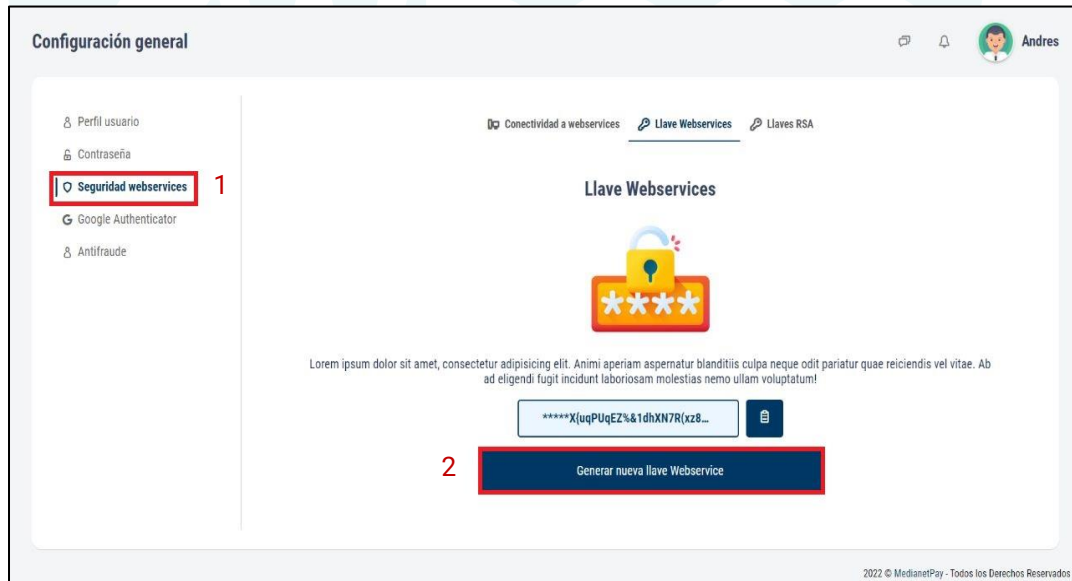 Configuración general
Andres
Perfil usuario
Contraseña
Seguridad webservices
1
Google Authenticator
Antifraude
Conectividad a webservices
Llave Webservices
Llaves RSA
Llave Webservices
****
Lorem ipsum dolor sit amet, consectetur adipisicing elit. Animi aperiam aspernatur blanditiis culpa neque odit pariatur quae reiciendis vel vitae. Ab
ad eligendi fugit incidunt laboriosam molestias nemo ullam voluptatum!
*****X{uqPUqEZ%&1dhXN7R(xz8...
2
Generar nueva llave Webservice
2022 © MedianetPay - Todos los Derechos Reservados